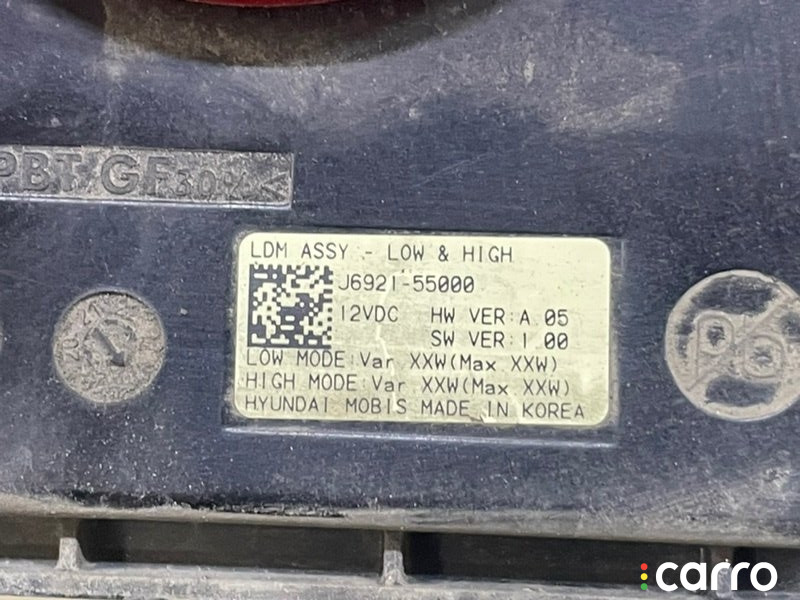 PBT GF30%<
LDM ASSY - LOW & HIGH
J6921-55000
12VDC HW VER:A.05
SW VER:1.00
LOW MODE:Var XXW(Max XXW)
HIGH MODE:Var XXW(Max XXW)
HYUNDAI MOBIS MADE IN KOREA
carro